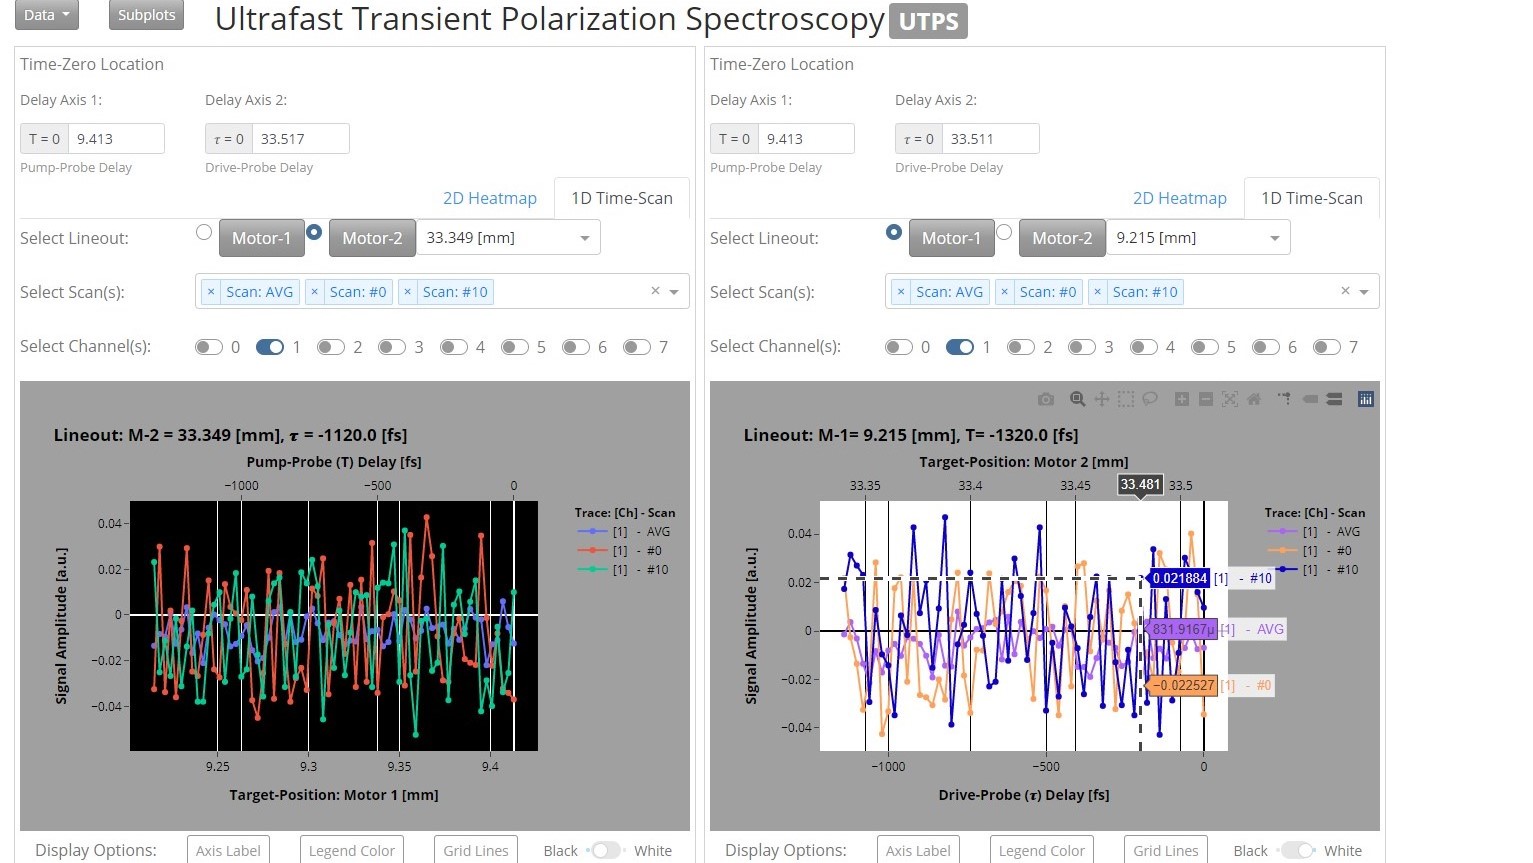 Data
Subplots
Ultrafast Transient Polarization Spectroscopy UTPS
Time-Zero Location
Delay Axis 1:
Delay Axis 2:
T = 0
9.413
τ = 0
33.517
Pump-Probe Delay
Drive-Probe Delay
2D Heatmap
1D Time-Scan
Select Lineout:
Motor-1
Motor-2
33.349 [mm]
Select Scan(s):
× Scan: AVG
× Scan: #0
× Scan: #10
×
Select Channel(s):
0 1 2 3 4 5 6 7
Lineout: M-2 = 33.349 [mm], τ = -1120.0 [fs]
Pump-Probe (T) Delay [fs]
−1000 −500 0
Signal Amplitude [a.u.]
0.04
0.02
0
−0.02
−0.04
Trace: [Ch] - Scan
[1] - AVG
[1] - #0
[1] - #10
9.25 9.3 9.35 9.4
Target-Position: Motor 1 [mm]
Display Options:
Axis Label
Legend Color
Grid Lines
Black
White
Time-Zero Location
Delay Axis 1:
Delay Axis 2:
T = 0
9.413
τ = 0
33.511
Pump-Probe Delay
Drive-Probe Delay
2D Heatmap
1D Time-Scan
Select Lineout:
Motor-1
Motor-2
9.215 [mm]
Select Scan(s):
× Scan: AVG
× Scan: #0
× Scan: #10
×
Select Channel(s):
0 1 2 3 4 5 6 7
Lineout: M-1= 9.215 [mm], T= -1320.0 [fs]
Target-Position: Motor 2 [mm]
33.35 33.4 33.45 33.481 33.5
Signal Amplitude [a.u.]
0.04
0.02
0
−0.02
−0.04
Trace: [Ch] - Scan
[1] - AVG
[1] - #0
[1] - #10
0.021884 [1] - #10
831.9167μ [1] - AVG
−0.022527 [1] - #0
−1000 −500 0
Drive-Probe (τ) Delay [fs]
Display Options:
Axis Label
Legend Color
Grid Lines
Black
White